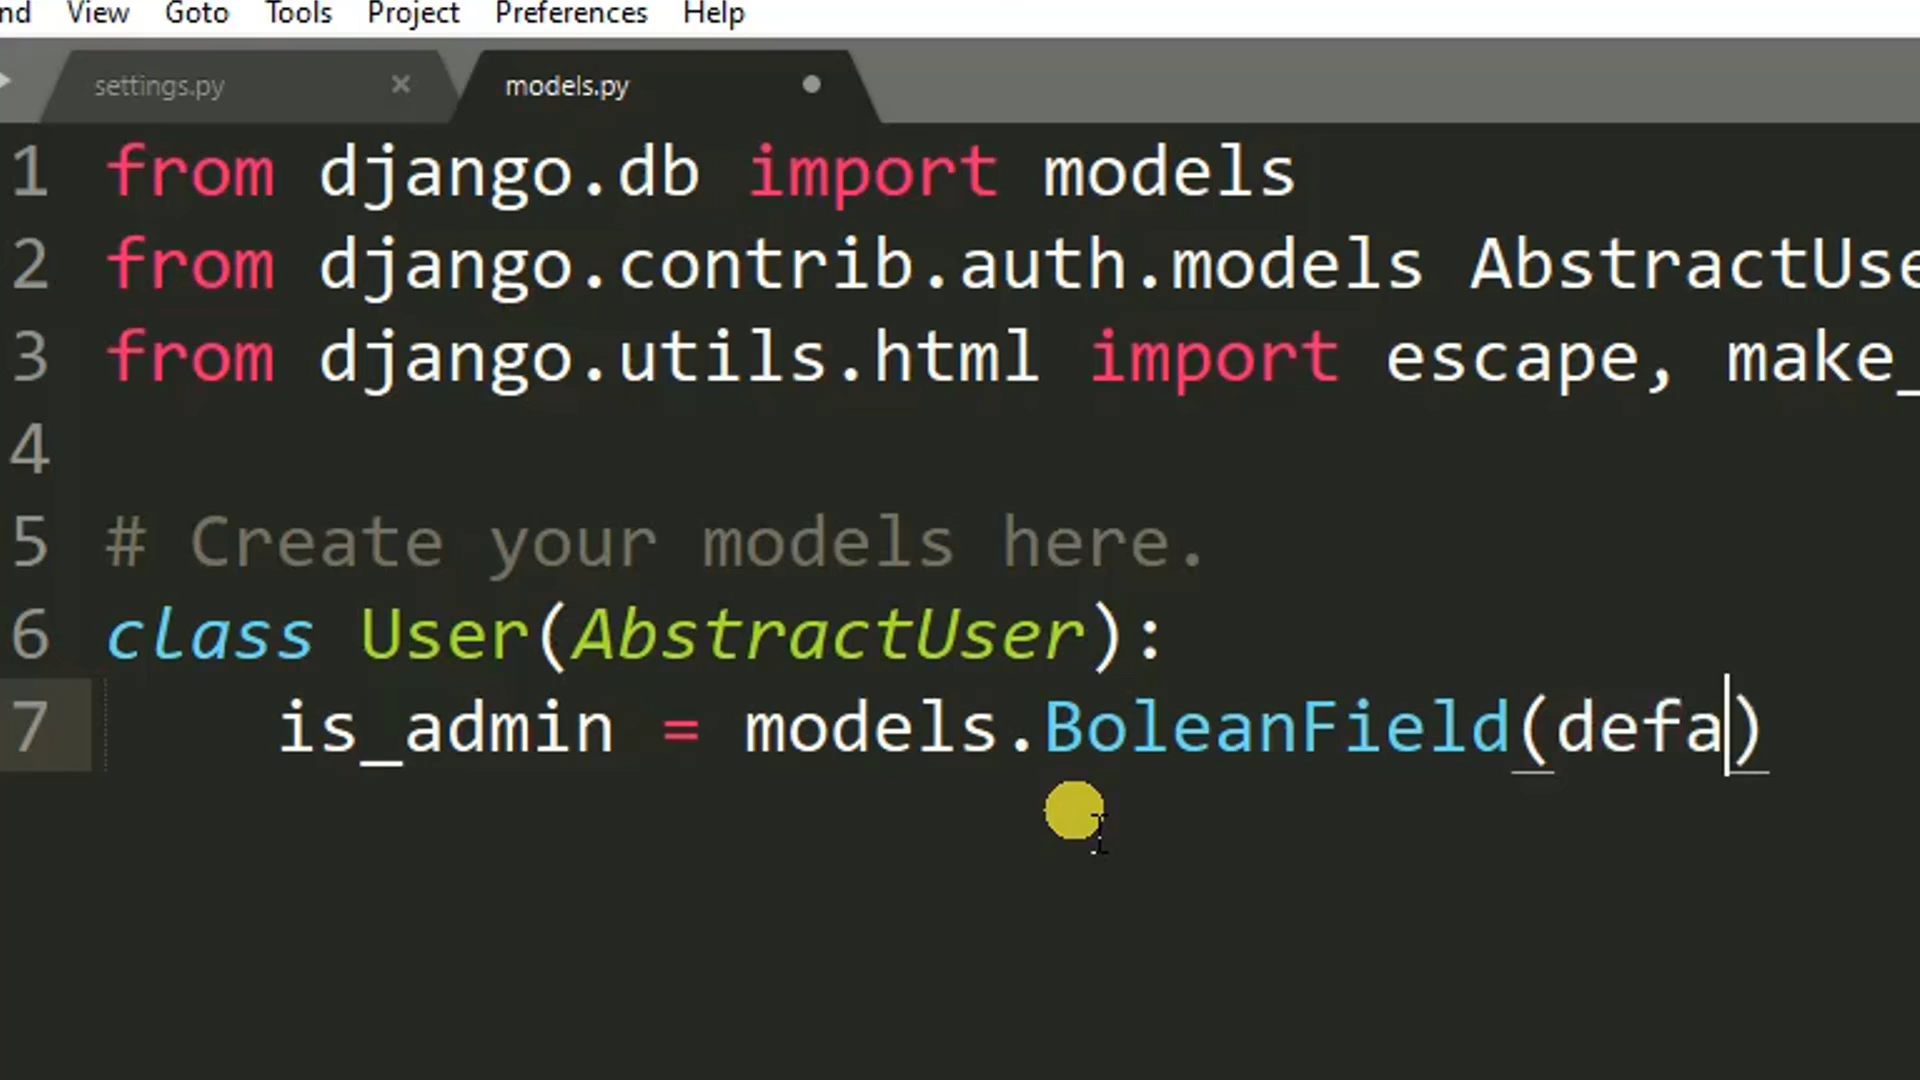 nd View Goto Tools Project Preferences Help
settings.py × models.py
1 from django.db import models
2 from django.contrib.auth.models AbstractUse
3 from django.utils.html import escape, make_
4
5 # Create your models here.
6 class User(AbstractUser):
7 is_admin = models.BoleanField(defa)